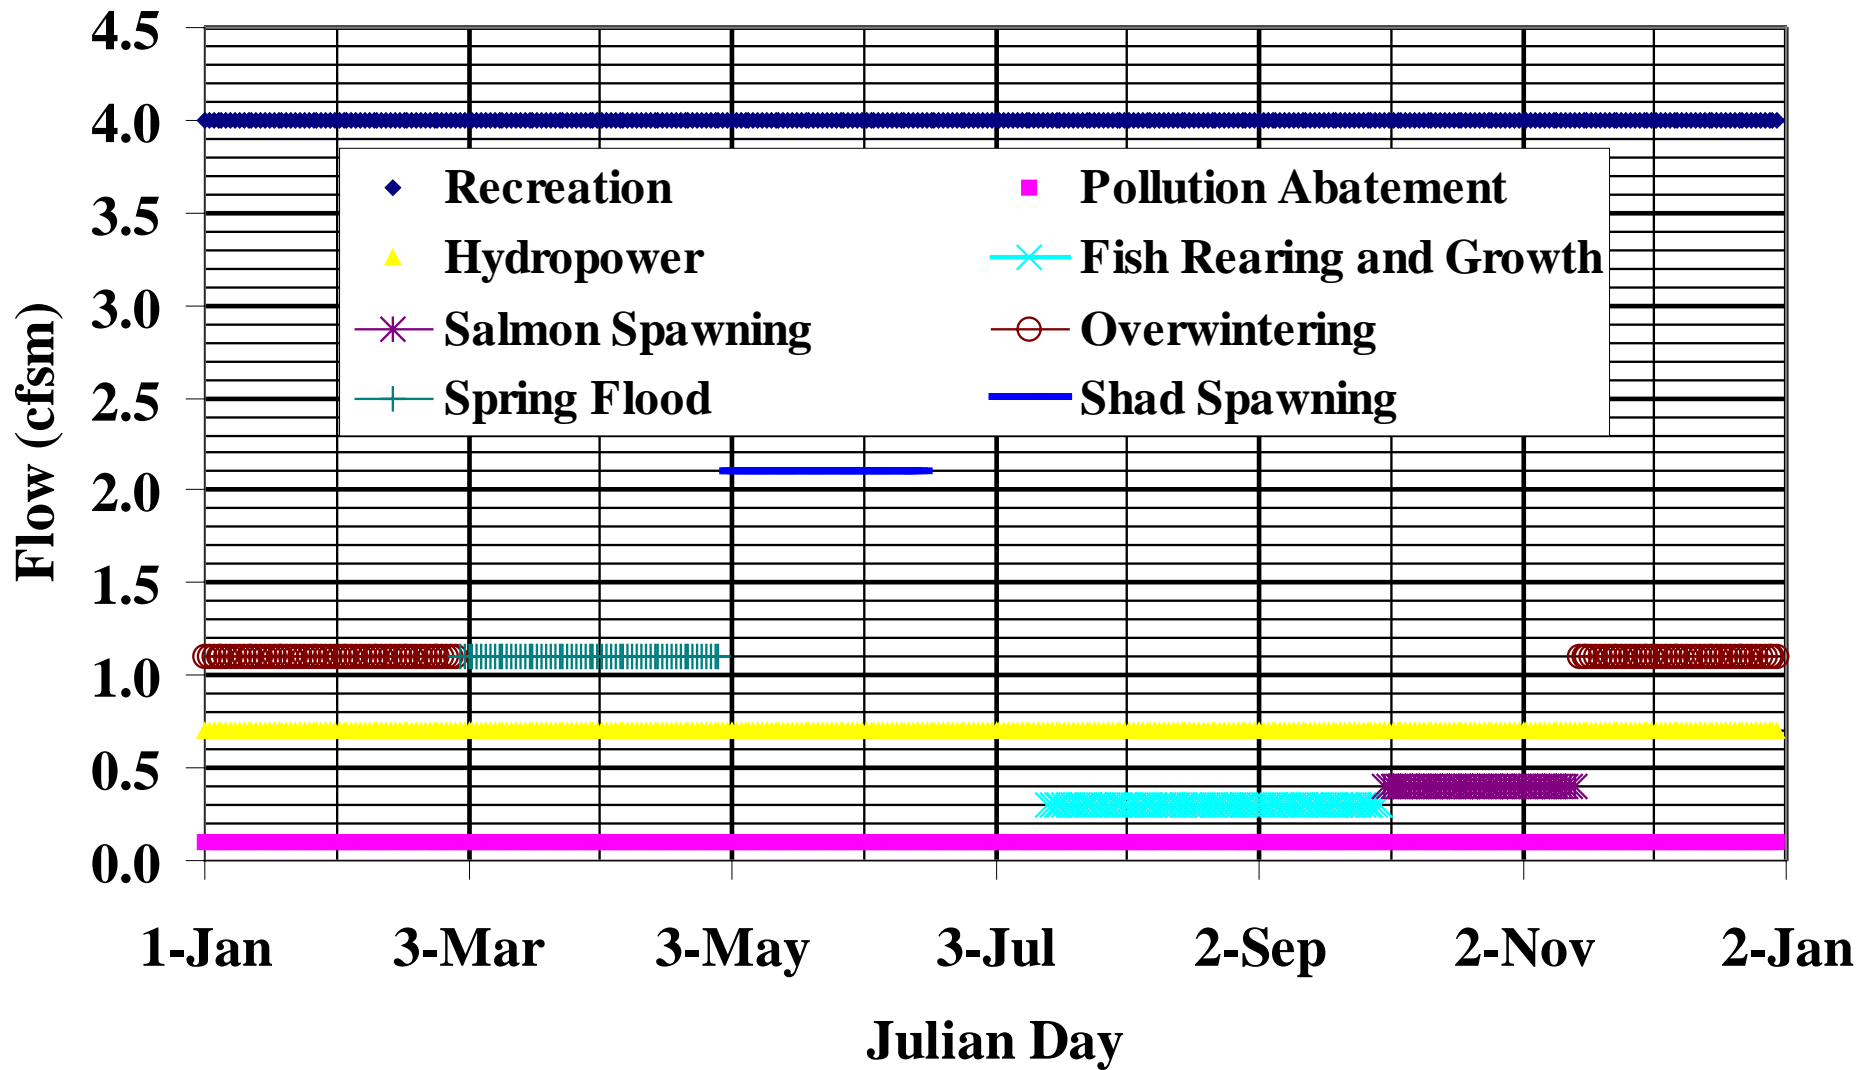 4.5
4.0
3.5
3.0
2.5
2.0
1.5
1.0
0.5
0.0
Flow (cfsm)
Recreation
Pollution Abatement
Hydropower
Fish Rearing and Growth
Salmon Spawning
Overwintering
Spring Flood
Shad Spawning
1-Jan
3-Mar
3-May
3-Jul
2-Sep
2-Nov
2-Jan
Julian Day